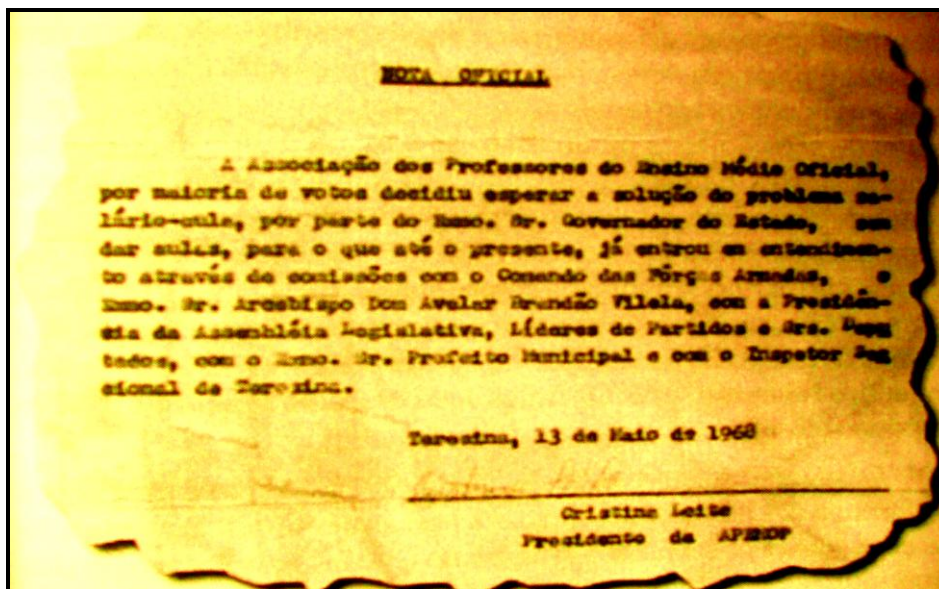 NOTA OFICIAL
A Associação dos Professores do Ensino Médio Oficial,
por maioria de votos decidiu esperar a solução do problema sa-
lário-aula, por parte do Exmo. Sr. Governador do Estado, sem
dar aulas, para o que até o presente, já entrou em entendimen-
to através de comissões com o Comando das Fôrças Armadas, o
Exmo. Sr. Arcebispo Dom Avelar Brandão Vilela, com a Presidên-
cia da Assembléia Legislativa, Líderes de Partidos e Srs. Depu
tados, com o Exmo. Sr. Prefeito Municipal e com o Inspetor Sec
cional de Teresina.
Teresina, 13 de Maio de 1968
Cristina Leite
Presidente da